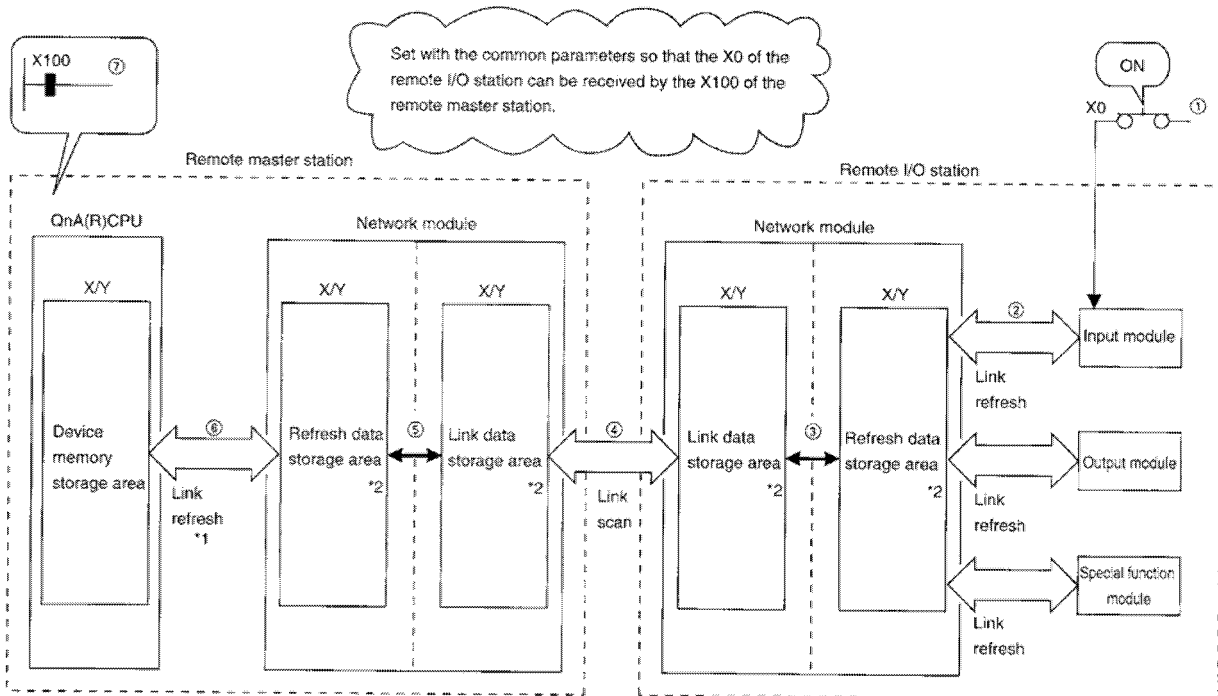 X100 ⑦
Set with the common parameters so that the X0 of the
remote I/O station can be received by the X100 of the
remote master station.
ON
X0 ①
Remote master station
Remote I/O station
QnA(R)CPU
Network module
Network module
X/Y
X/Y
X/Y
X/Y
X/Y
Device
memory
storage area
⑥
Link
refresh
*1
Refresh data
storage area
*2
⑤
Link data
storage area
*2
④
Link
scan
Link data
storage area
*2
③
Refresh data
storage area
*2
②
Link
refresh
Input module
Link
refresh
Output module
Link
refresh
Special function
module